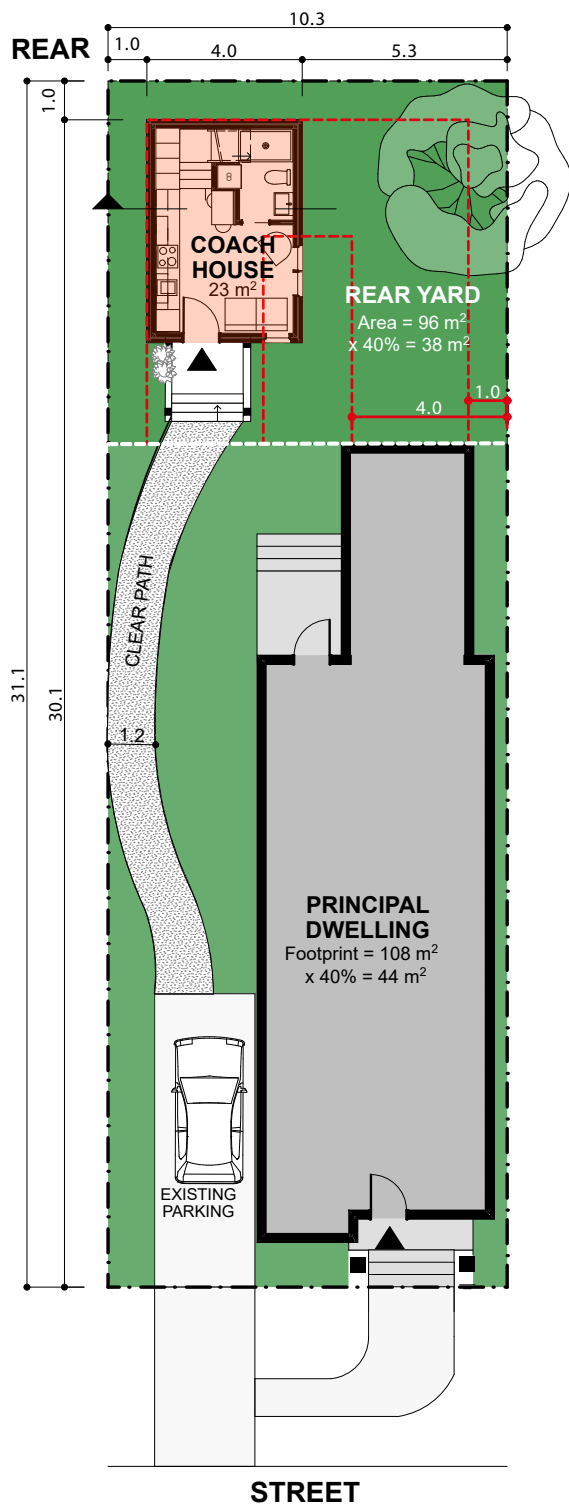 10.3
REAR
1.0
4.0
5.3
1.0
COACH
HOUSE
23 m²
REAR YARD
Area = 96 m²
x 40% = 38 m²
1.0
4.0
CLEAR PATH
31.1
30.1
1.2
PRINCIPAL
DWELLING
Footprint = 108 m²
x 40% = 44 m²
EXISTING
PARKING
STREET